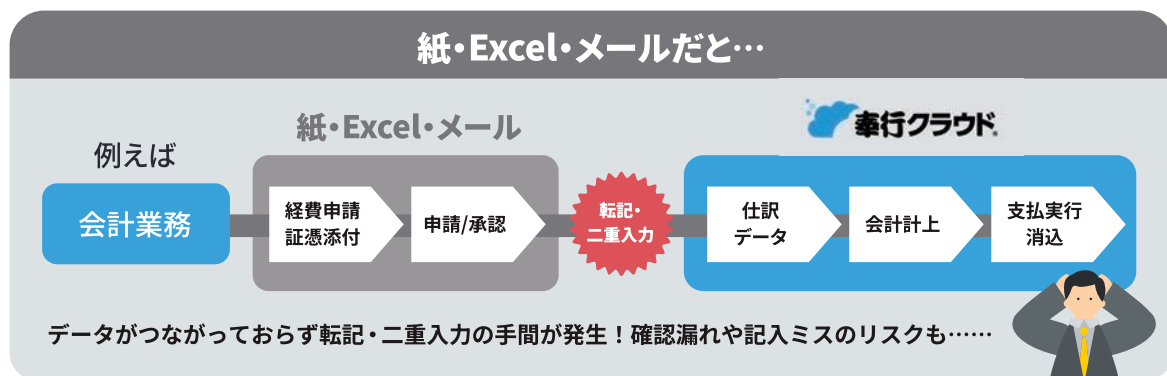 紙・Excel・メールだと…
紙・Excel・メール
奉行クラウド®
例えば
会計業務
経費申請
証憑添付
申請/承認
転記・
二重入力
仕訳
データ
会計計上
支払実行
消込
データがつながっておらず転記・二重入力の手間が発生！確認漏れや記入ミスのリスクも……